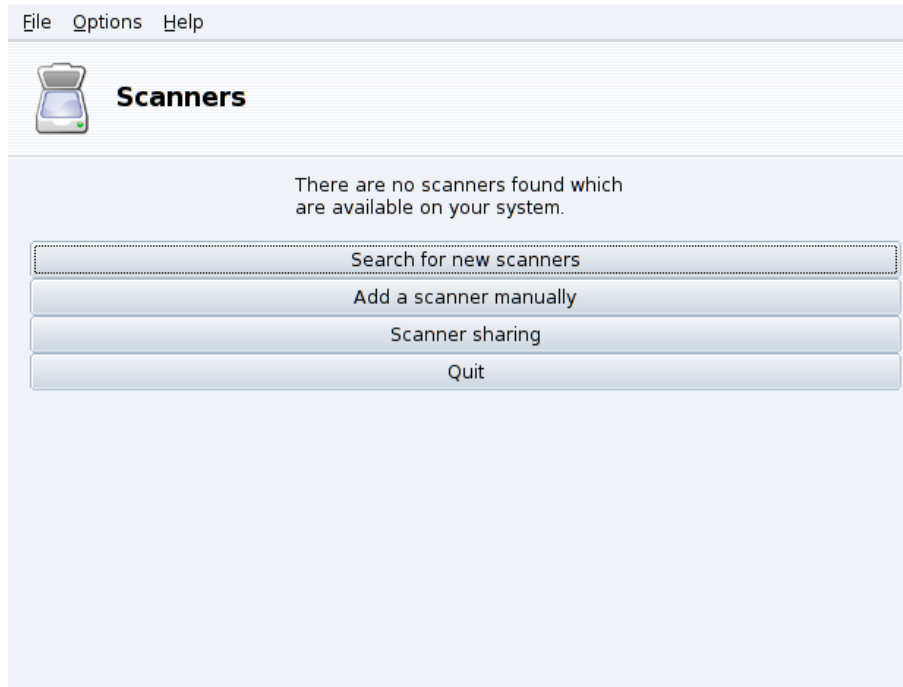 File Options Help
Scanners
There are no scanners found which
are available on your system.
Search for new scanners
Add a scanner manually
Scanner sharing
Quit